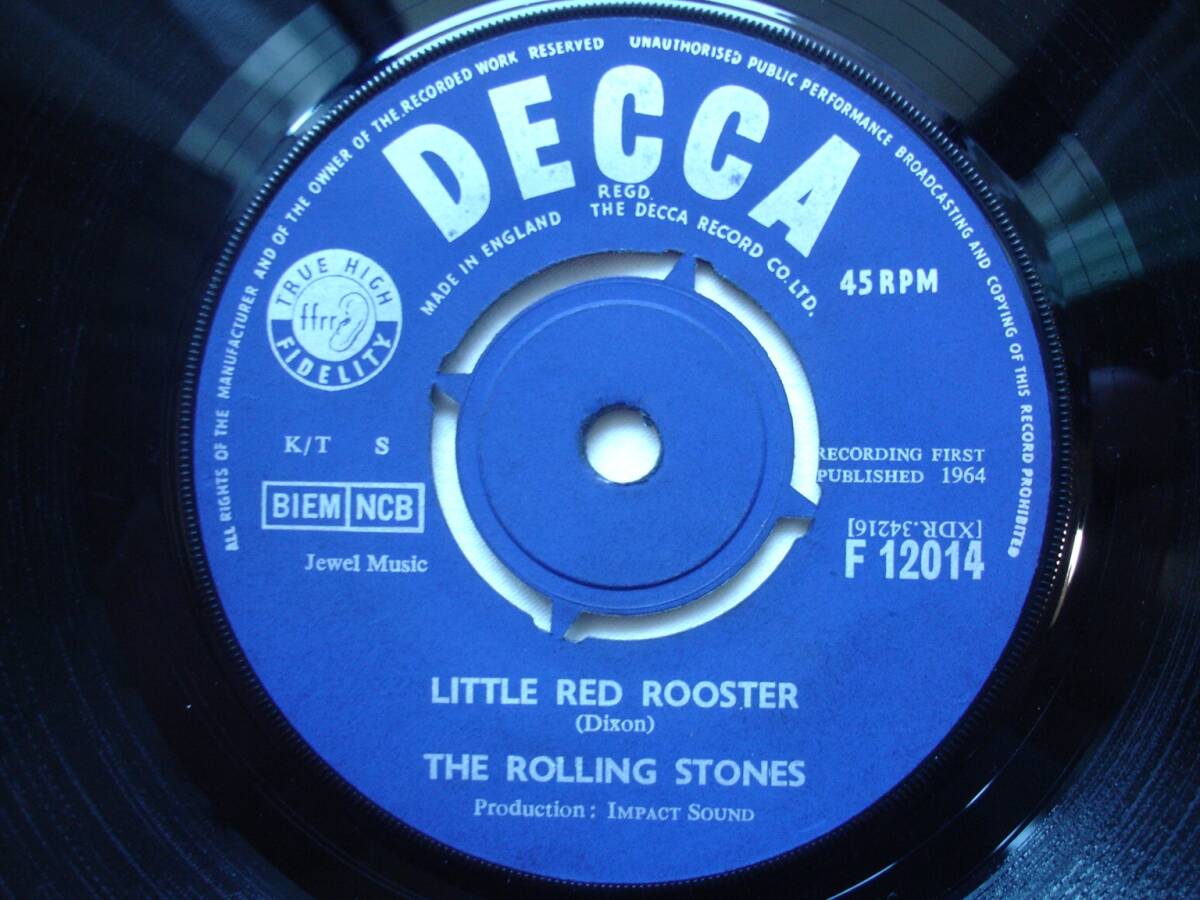 ALL RIGHTS OF THE MANUFACTURER AND OF THE OWNER OF THE RECORDED WORK RESERVED UNAUTHORISED PUBLIC PERFORMANCE BROADCASTING AND COPYING OF THIS RECORD PROHIBITED
DECCA
REGD.
MADE IN ENGLAND THE DECCA RECORD CO. LTD.
45 RPM
TRUE HIGH
ffrr
FIDELITY
K/T S
BIEM NCB
Jewel Music
RECORDING FIRST
PUBLISHED 1964
[XDR.34216]
F 12014
LITTLE RED ROOSTER
(Dixon)
THE ROLLING STONES
Production: IMPACT SOUND